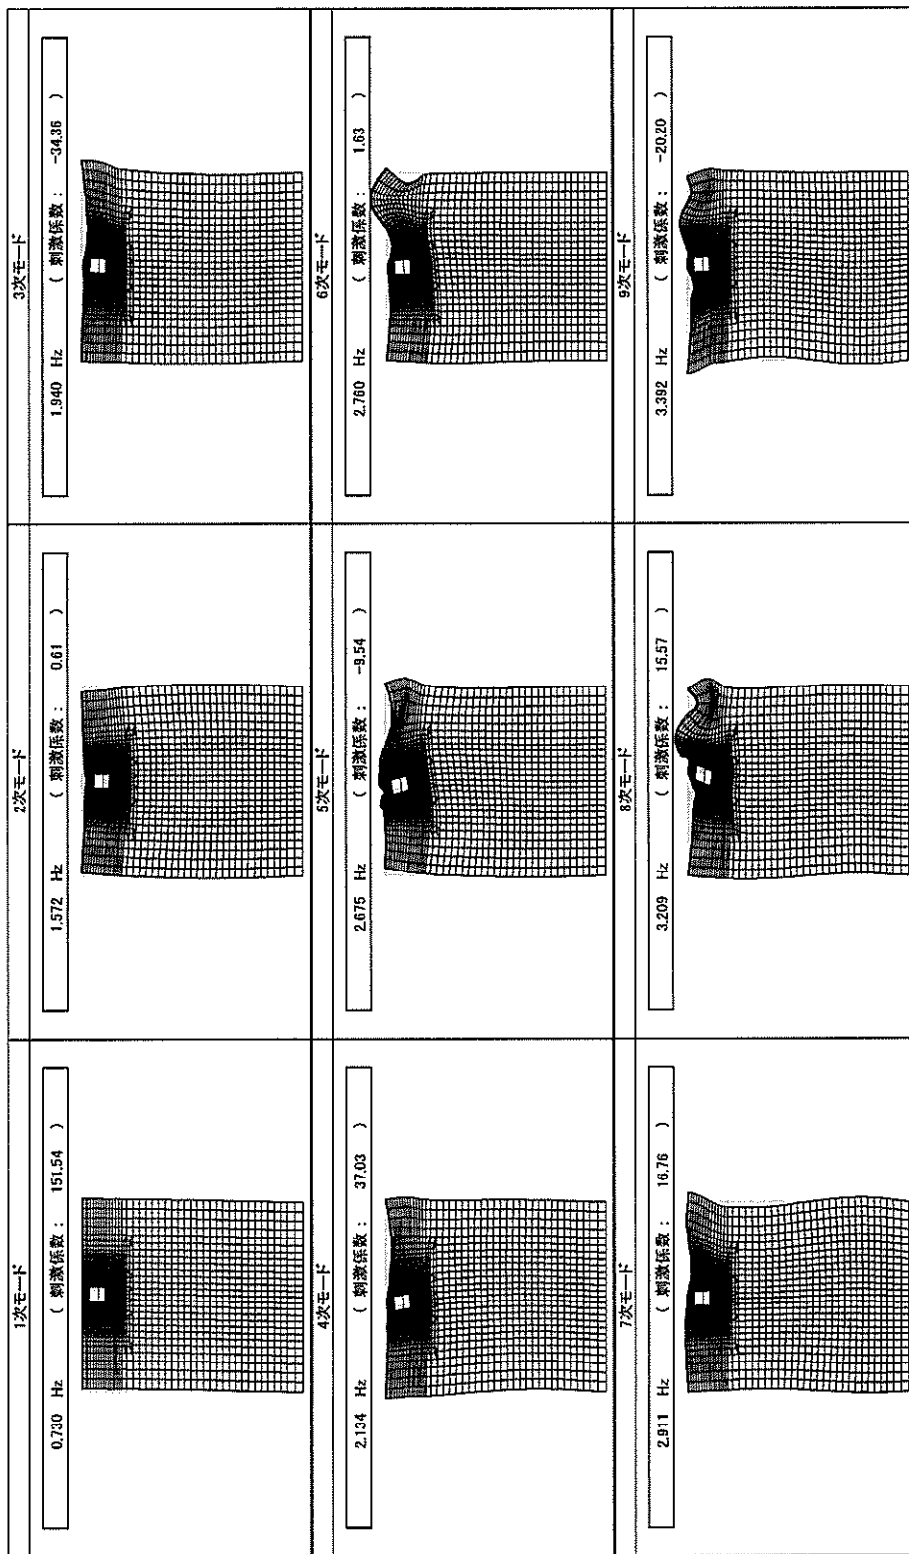 1次モード
0.730 Hz ( 刺激係数: 151.54 )
2次モード
1.572 Hz ( 刺激係数: 0.61 )
3次モード
1.940 Hz ( 刺激係数: -34.36 )
4次モード
2.134 Hz ( 刺激係数: 37.03 )
5次モード
2.675 Hz ( 刺激係数: -9.54 )
6次モード
2.760 Hz ( 刺激係数: 1.63 )
7次モード
2.911 Hz ( 刺激係数: 16.76 )
8次モード
3.209 Hz ( 刺激係数: 15.57 )
9次モード
3.392 Hz ( 刺激係数: -20.20 )